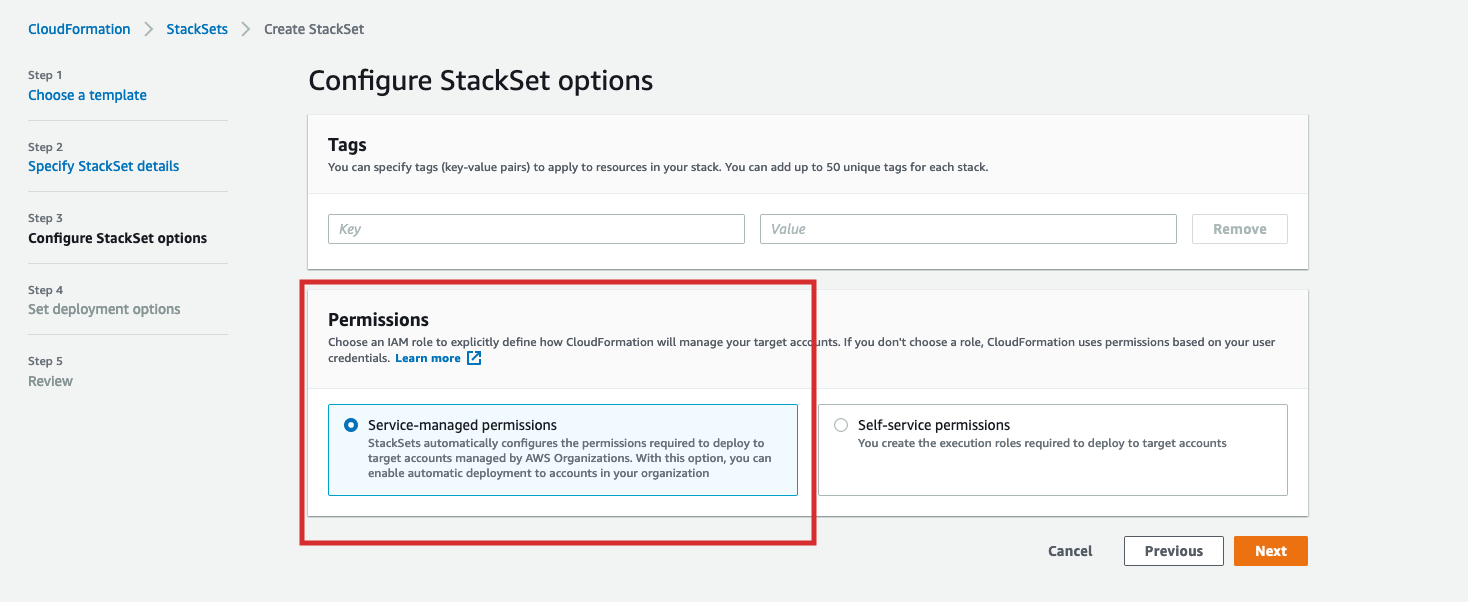 CloudFormation > StackSets > Create StackSet
Step 1
Choose a template
Step 2
Specify StackSet details
Step 3
Configure StackSet options
Step 4
Set deployment options
Step 5
Review
Configure StackSet options
Tags
You can specify tags (key-value pairs) to apply to resources in your stack. You can add up to 50 unique tags for each stack.
Key Value Remove
Permissions
Choose an IAM role to explicitly define how CloudFormation will manage your target accounts. If you don't choose a role, CloudFormation uses permissions based on your user
credentials. Learn more
Service-managed permissions
StackSets automatically configures the permissions required to deploy to
target accounts managed by AWS Organizations. With this option, you can
enable automatic deployment to accounts in your organization
Self-service permissions
You create the execution roles required to deploy to target accounts
Cancel Previous Next